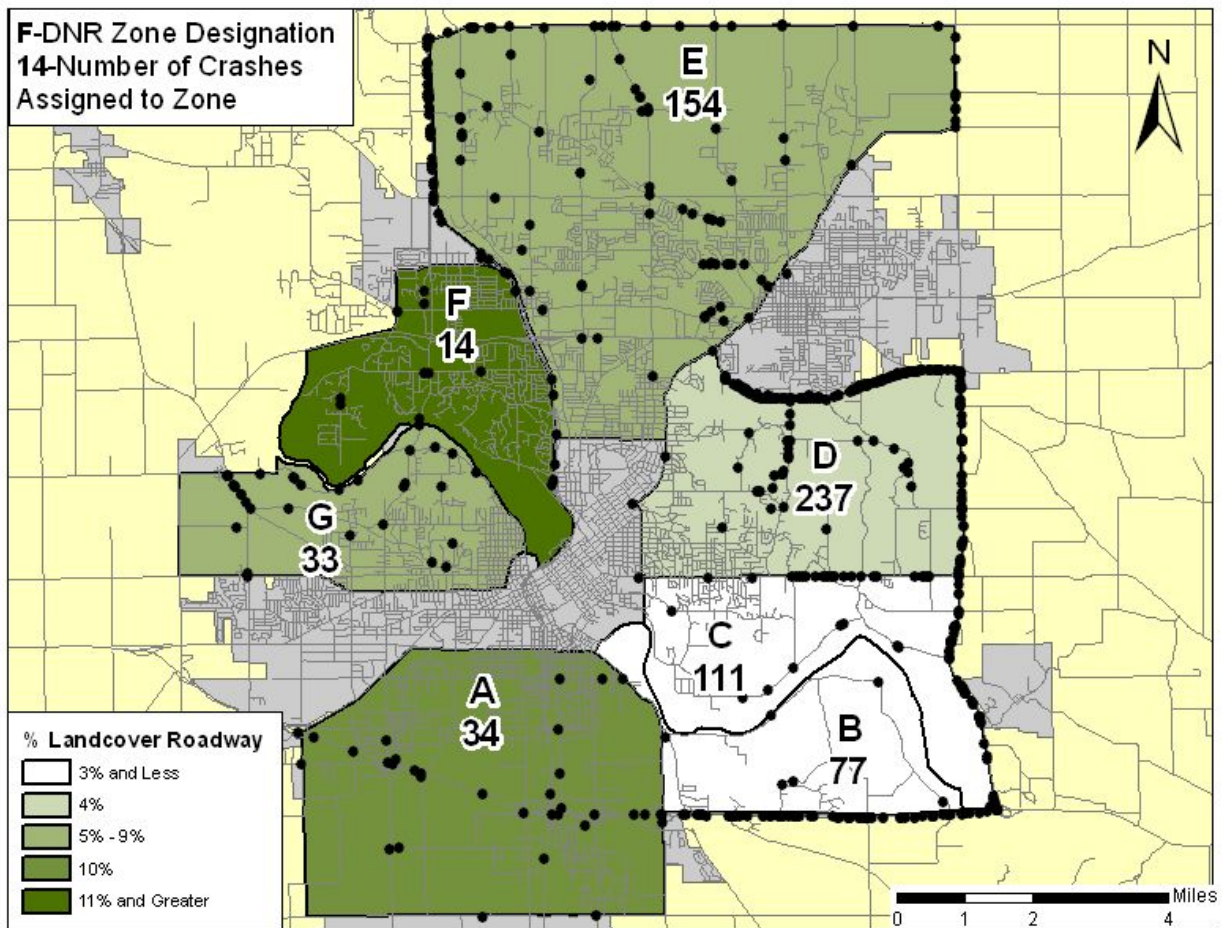 F-DNR Zone Designation
14-Number of Crashes
Assigned to Zone
N
E
154
F
14
D
237
G
33
C
111
A
34
B
77
% Landcover Roadway
3% and Less
4%
5% - 9%
10%
11% and Greater
Miles
0 1 2 4